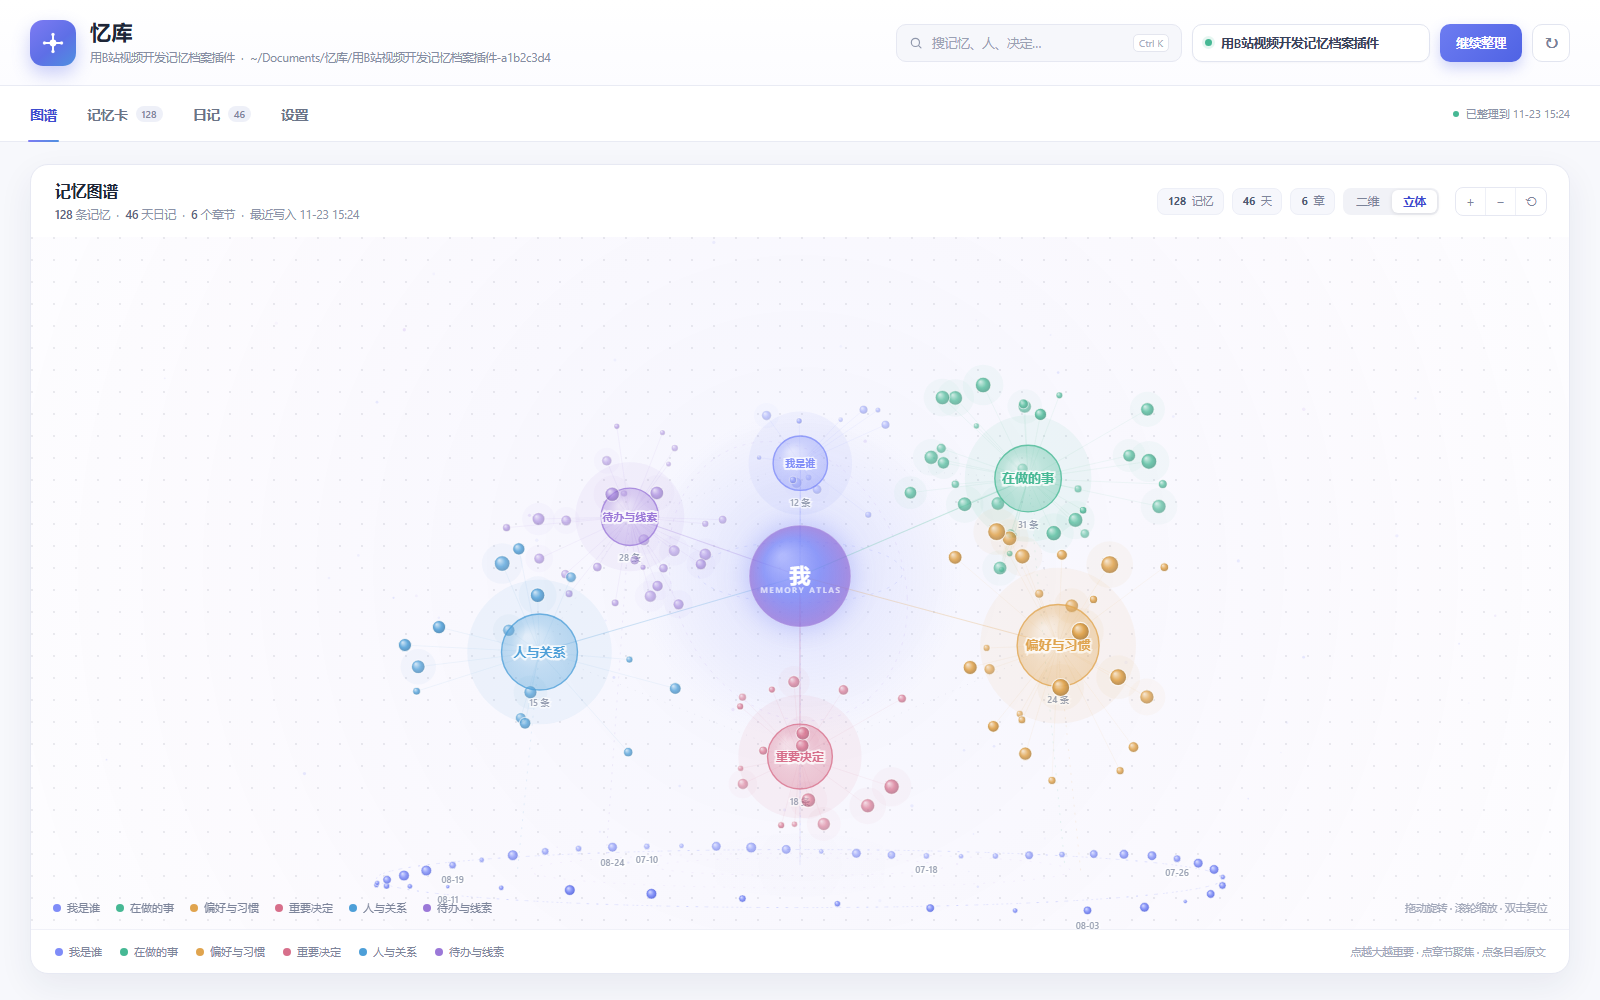 忆库
用B站视频开发记忆档案插件 · ~/Documents/忆库/用B站视频开发记忆档案插件-a1b2c3d4
搜记忆、人、决定...
Ctrl K
用B站视频开发记忆档案插件
继续整理
图谱
记忆卡 128
日记 46
设置
已整理到 11-23 15:24
记忆图谱
128 条记忆 · 46 天日记 · 6 个章节 · 最近写入 11-23 15:24
128 记忆
46 天
6 章
二维
立体
我是谁
12 条
在做的事
31 条
待办与线索
28 条
我
MEMORY ATLAS
人与关系
15 条
偏好与习惯
24 条
重要决定
18 条
08-24
07-10
07-18
07-26
08-19
08-11
08-03
我是谁
在做的事
偏好与习惯
重要决定
人与关系
待办与线索
拖动旋转 · 滚轮缩放 · 双击复位
我是谁
在做的事
偏好与习惯
重要决定
人与关系
待办与线索
点越大越重要 · 点章节聚焦 · 点条目看原文